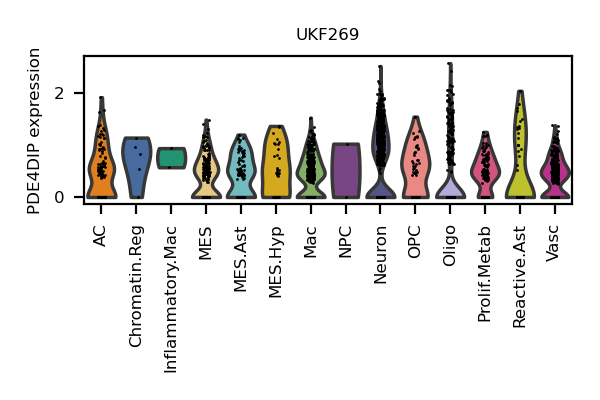 UKF269
PDE4DIP expression
2
0
AC
Chromatin.Reg
Inflammatory.Mac
MES
MES.Ast
MES.Hyp
Mac
NPC
Neuron
OPC
Oligo
Prolif.Metab
Reactive.Ast
Vasc